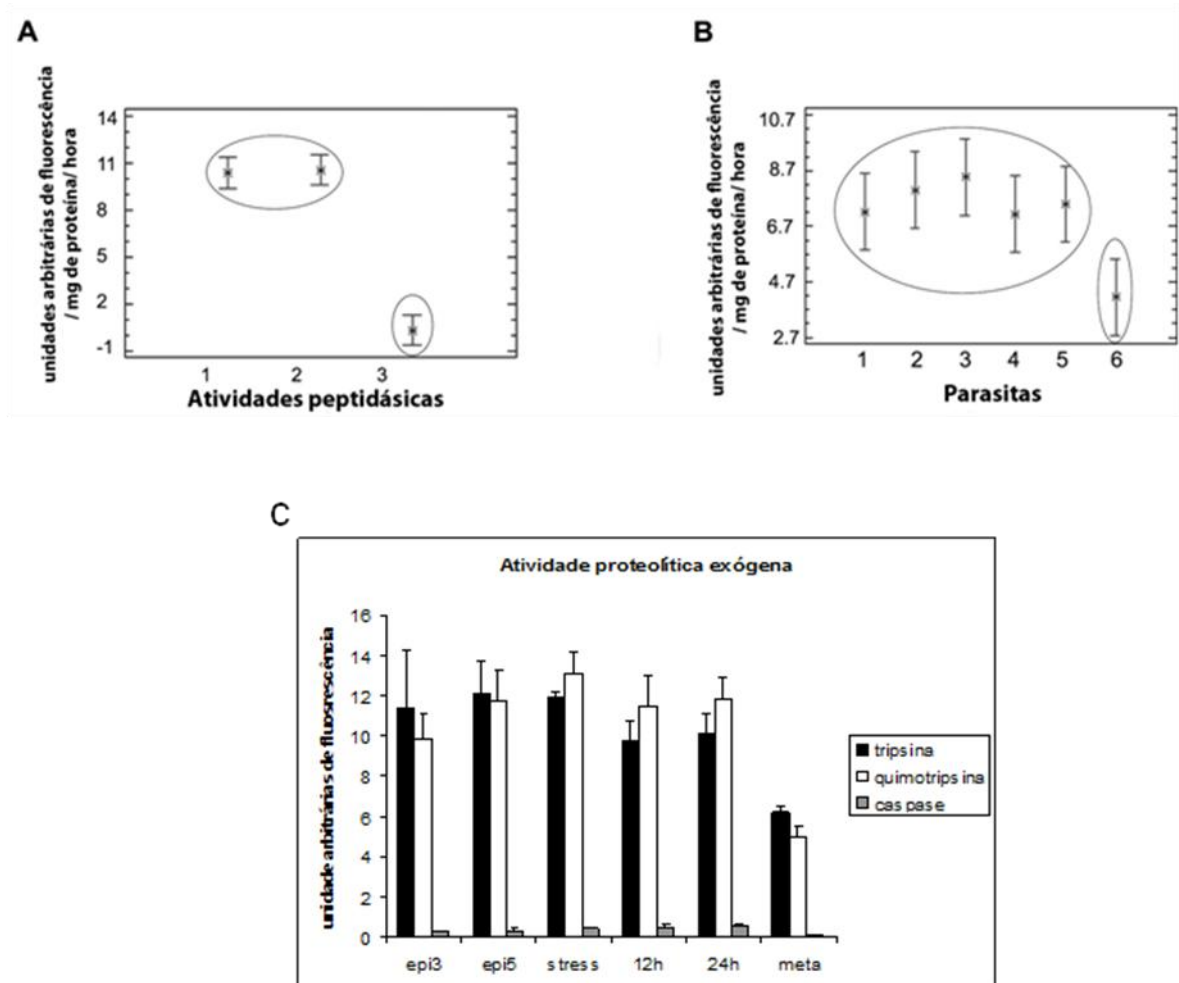 A
unidades arbitrárias de fluorescência
/ mg de proteína/ hora
14
11
8
5
2
-1
1 2 3
Atividades peptidásicas
B
unidades arbitrárias de fluorescência
/ mg de proteína/ hora
10.7
8.7
6.7
4.7
2.7
1 2 3 4 5 6
Parasitas
C
Atividade proteolítica exógena
unidade arbitrárias de fluosrescência
16
14
12
10
8
6
4
2
0
epi3 epi5 stress 12h 24h meta
tripsina
quimotripsina
caspase